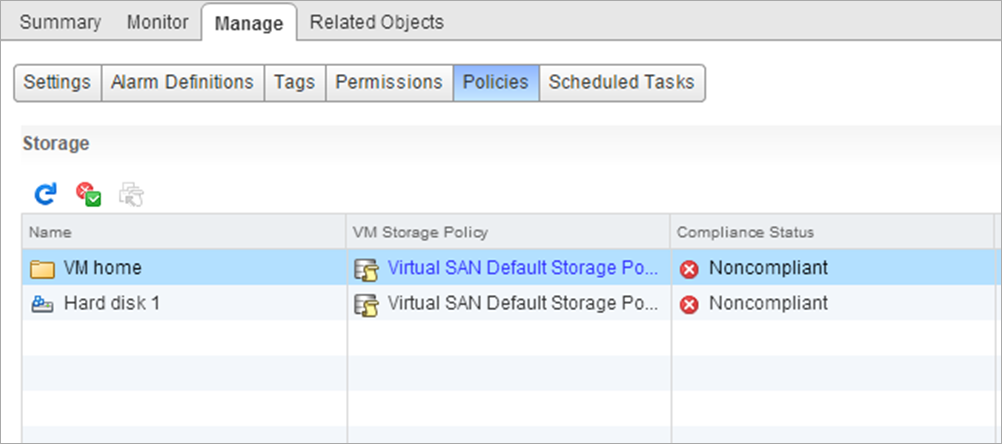 Summary Monitor Manage Related Objects
Settings Alarm Definitions Tags Permissions Policies Scheduled Tasks
Storage
Name VM Storage Policy Compliance Status
VM home Virtual SAN Default Storage Po... Noncompliant
Hard disk 1 Virtual SAN Default Storage Po... Noncompliant